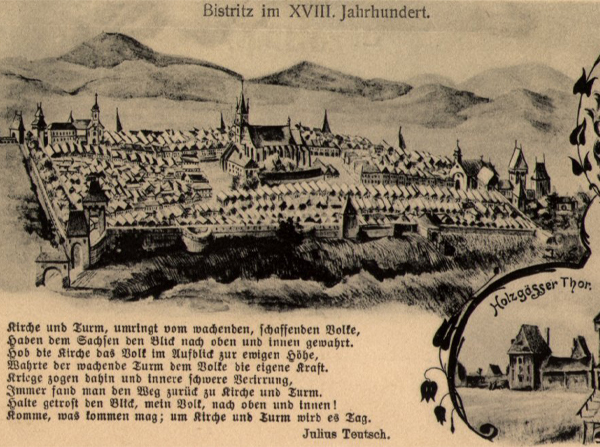 Bistritz im XVIII. Jahrhundert.
Holzgässer Thor.
Kirche und Turm, umringt vom wachenden, schaffenden Volke,
Haben dem Sachsen den Blick nach oben und innen gewahrt.
Hob die Kirche das Volk im Aufblick zur ewigen Höhe,
Wahrte der wachende Turm dem Volke die eigene Kraft.
Kriege zogen dahin und innere schwere Verirrung,
Immer fand man den Weg zurück zu Kirche und Turm.
Halte getrost den Blick, mein Volk, nach oben und innen!
Komme, was kommen mag; um Kirche und Turm wird es Tag.
Julius Teutsch.